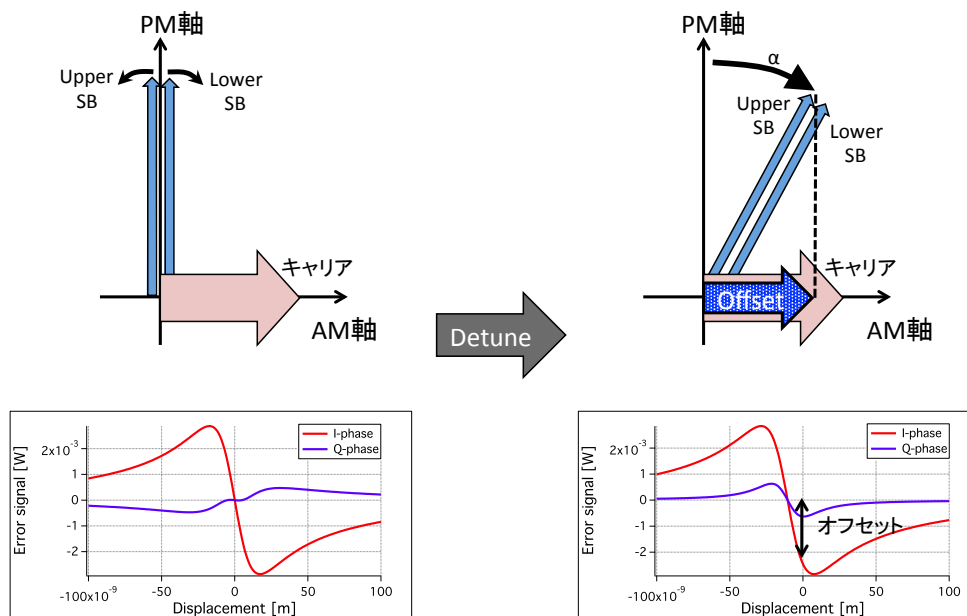 PM軸
Upper
SB
Lower
SB
キャリア
AM軸
Detune
PM軸
α
Upper
SB
Lower
SB
キャリア
Offset
AM軸
Error signal [W]
2x10-3
1
0
-1
-2
I-phase
Q-phase
-100x10-9
-50
0
50
100
Displacement [m]
Error signal [W]
2x10-3
1
0
-1
-2
I-phase
Q-phase
オフセット
-100x10-9
-50
0
50
100
Displacement [m]